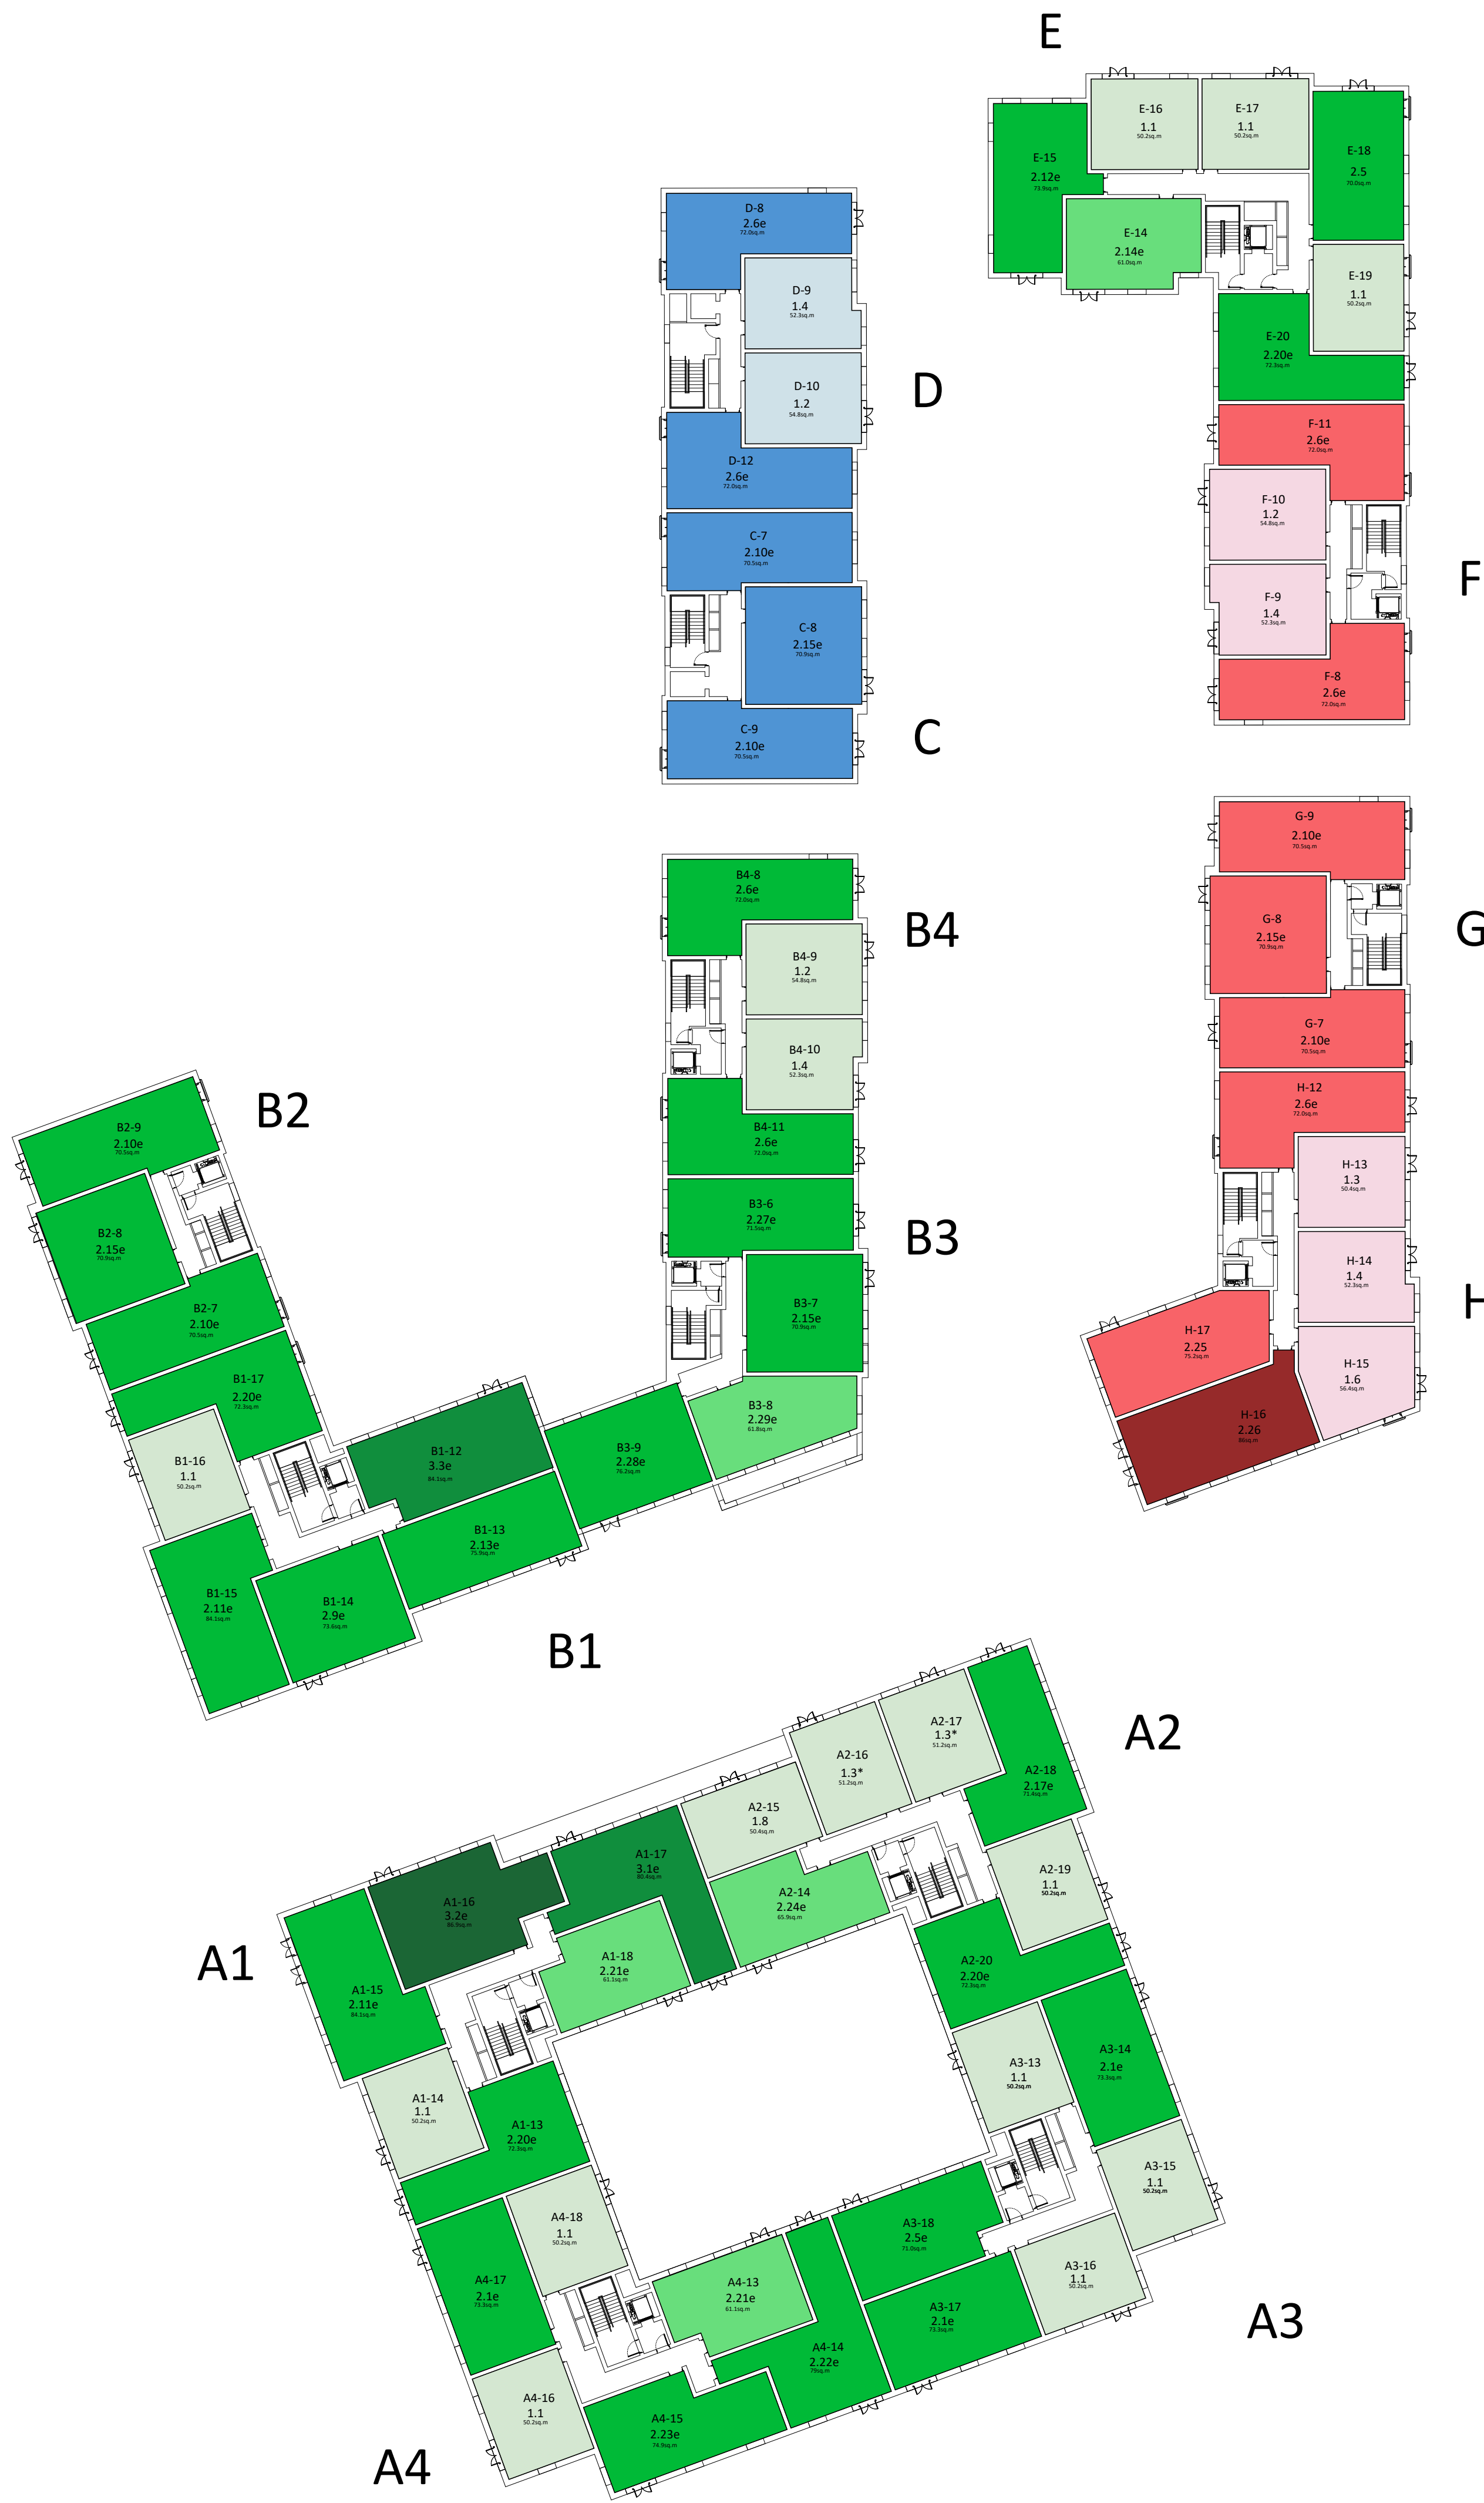 E
E-16
1.1
50.2sq.m
E-17
1.1
50.2sq.m
E-18
2.5
70.0sq.m
E-15
2.12e
73.9sq.m
E-14
2.14e
61.0sq.m
E-19
1.1
50.2sq.m
E-20
2.20e
72.3sq.m
D-8
2.6e
72.0sq.m
D-9
1.4
52.3sq.m
D-10
1.2
54.8sq.m
D
D-12
2.6e
72.0sq.m
C-7
2.10e
70.5sq.m
C-8
2.15e
70.9sq.m
C-9
2.10e
70.5sq.m
C
F-11
2.6e
72.0sq.m
F-10
1.2
54.8sq.m
F
F-9
1.4
52.3sq.m
F-8
2.6e
72.0sq.m
G-9
2.10e
70.5sq.m
G-8
2.15e
70.9sq.m
G
G-7
2.10e
70.5sq.m
H-12
2.6e
72.0sq.m
H-13
1.3
50.4sq.m
H-14
1.4
52.3sq.m
H
H-17
2.25
75.2sq.m
H-15
1.6
56.4sq.m
H-16
2.26
86sq.m
B4-8
2.6e
72.0sq.m
B4
B4-9
1.2
54.8sq.m
B4-10
1.4
52.3sq.m
B4-11
2.6e
72.0sq.m
B3-6
2.27e
71.5sq.m
B3
B3-7
2.15e
70.9sq.m
B3-8
2.29e
61.8sq.m
B3-9
2.28e
76.2sq.m
B2
B2-9
2.10e
70.5sq.m
B2-8
2.15e
70.9sq.m
B2-7
2.10e
70.5sq.m
B1-17
2.20e
72.3sq.m
B1-16
1.1
50.2sq.m
B1-12
3.3e
84.1sq.m
B1-13
2.13e
75.9sq.m
B1-15
2.11e
84.1sq.m
B1-14
2.9e
73.6sq.m
B1
A2
A2-17
1.3*
51.2sq.m
A2-16
1.3*
51.2sq.m
A2-18
2.17e
71.4sq.m
A2-15
1.8
50.4sq.m
A2-14
2.24e
65.9sq.m
A2-19
1.1
50.2sq.m
A2-20
2.20e
72.3sq.m
A1-17
3.1e
80.4sq.m
A1-16
3.2e
A1-18
2.21e
61.1sq.m
A1
A1-15
2.11e
84.1sq.m
A1-14
1.1
50.2sq.m
A1-13
2.20e
72.3sq.m
A3-14
2.1e
73.3sq.m
A3-13
1.1
50.2sq.m
A3-15
1.1
50.2sq.m
A3-18
2.5e
71.0sq.m
A3-16
1.1
50.2sq.m
A3-17
2.1e
73.3sq.m
A3
A4-18
1.1
50.2sq.m
A4-17
2.1e
73.3sq.m
A4-13
2.21e
61.1sq.m
A4-14
2.22e
79sq.m
A4-16
1.1
50.2sq.m
A4-15
2.23e
74.9sq.m
A4